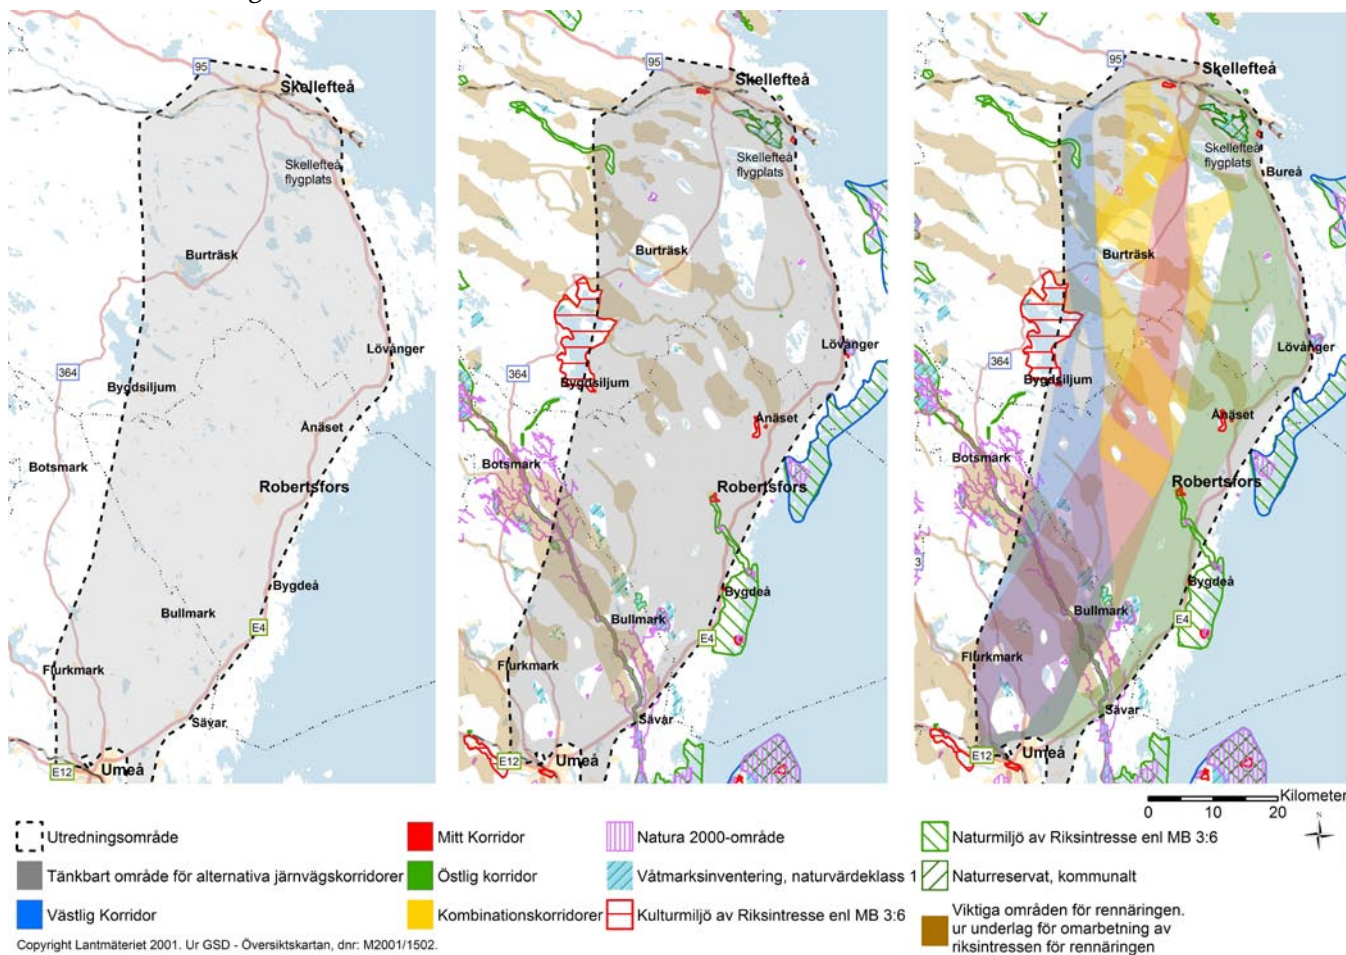 95
Skellefteå
Skellefteå
flygplats
Burträsk
Lövånger
364
Bygdsiljum
Ånäset
Botsmark
Robertsfors
Bygdeå
Bullmark
E4
Flurkmark
Sävar
E12
Umeå
95
Skellefteå
Skellefteå
flygplats
Burträsk
Lövånger
364
Bygdsiljum
Ånäset
Botsmark
Robertsfors
Bygdeå
Bullmark
E4
Flurkmark
Sävar
E12
Umeå
95
Skellefteå
Skellefteå
flygplats
Bureå
Burträsk
Lövånger
364
Bygdsiljum
Ånäset
Botsmark
Robertsfors
3
Bygdeå
Bullmark
E4
Flurkmark
Sävar
E12
Umeå
Kilometer
0 10 20
Utredningsområde
Tänkbart område för alternativa järnvägskorridorer
Västlig Korridor
Mitt Korridor
Östlig korridor
Kombinationskorridorer
Natura 2000-område
Våtmarksinventering, naturvärdeklass 1
Kulturmiljö av Riksintresse enl MB 3:6
Naturmiljö av Riksintresse enl MB 3:6
Naturreservat, kommunalt
Viktiga områden för rennäringen.
ur underlag för omarbetning av
riksintressen för rennäringen
Copyright Lantmäteriet 2001. Ur GSD - Översiktskartan, dnr: M2001/1502.